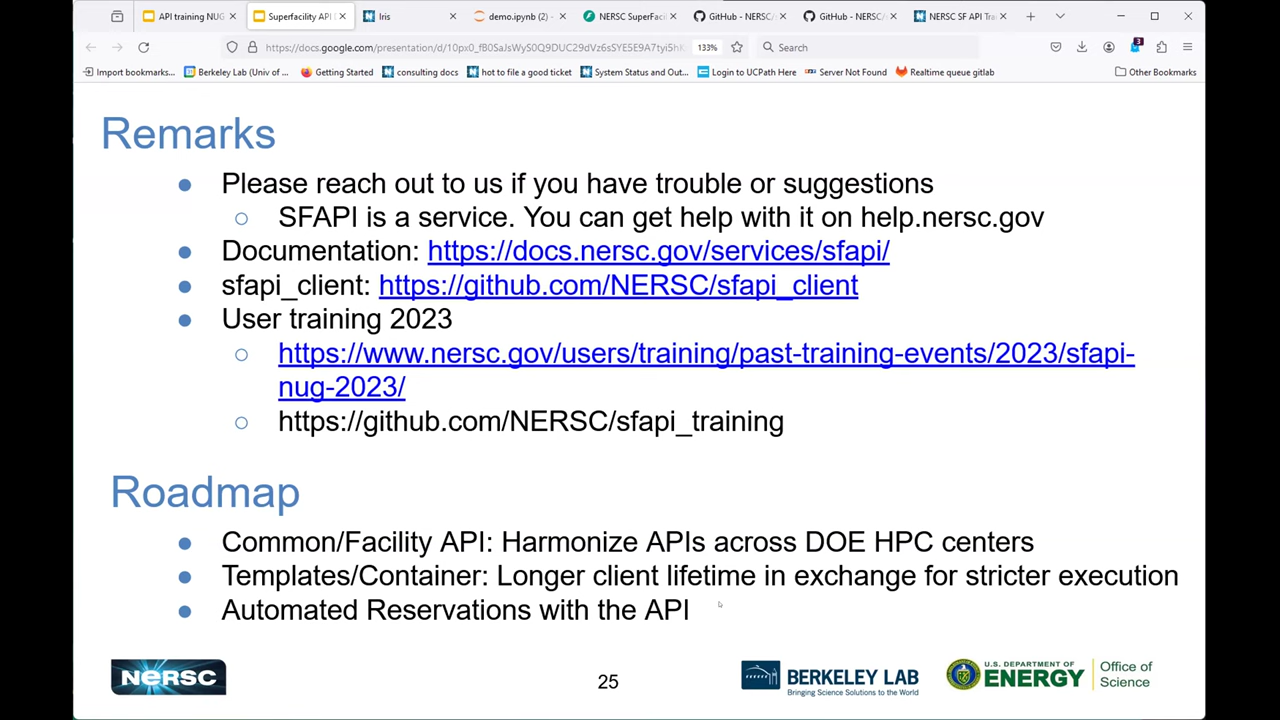 API training NUG
Superfacility API D
Iris
demo.ipynb (2) -
NERSC SuperFaci
GitHub - NERSC/
GitHub - NERSC/
NERSC SF API Tra
133%
Search
3
Import bookmarks...
Berkeley Lab (Univ of ...
Getting Started
consulting docs
hot to file a good ticket
System Status and Out...
Login to UCPath Here
Server Not Found
Realtime queue gitlab
Other Bookmarks
Remarks
Please reach out to us if you have trouble or suggestions
SFAPI is a service. You can get help with it on help.nersc.gov
Documentation: https://docs.nersc.gov/services/sfapi/
sfapi_client: https://github.com/NERSC/sfapi_client
User training 2023
https://www.nersc.gov/users/training/past-training-events/2023/sfapi-
nug-2023/
https://github.com/NERSC/sfapi_training
Roadmap
Common/Facility API: Harmonize APIs across DOE HPC centers
Templates/Container: Longer client lifetime in exchange for stricter execution
Automated Reservations with the API
NERSC
25
BERKELEY LAB
Bringing Science Solutions to the World
U.S. DEPARTMENT OF
ENERGY
Office of
Science